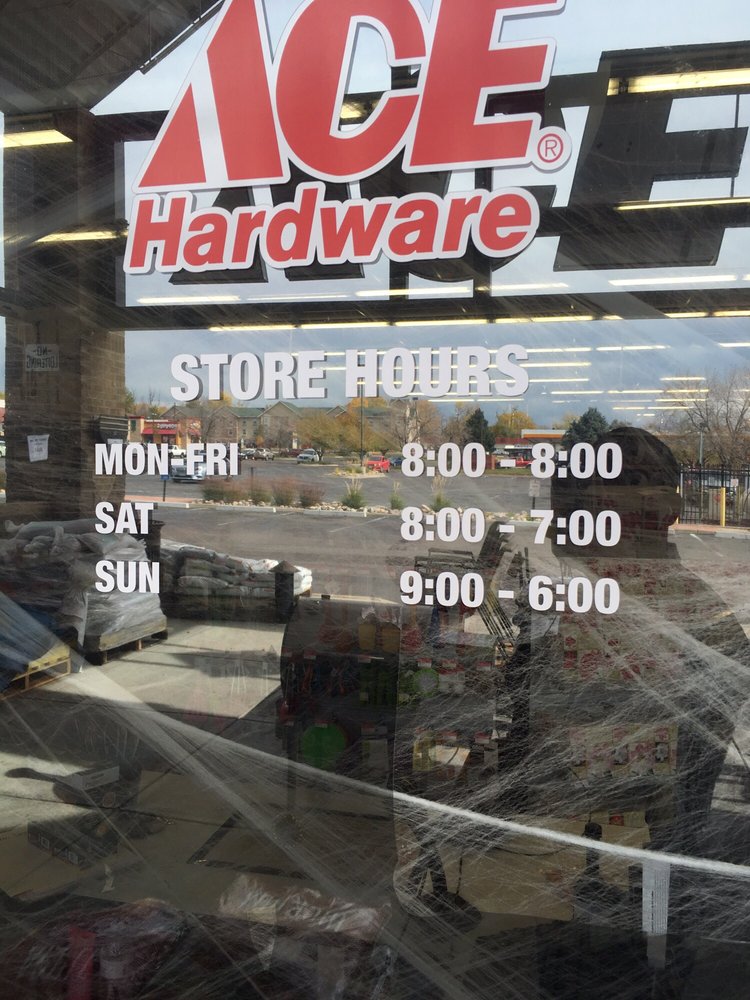 ACE®
Hardware
STORE HOURS
MON-FRI 8:00 - 8:00
SAT 8:00 - 7:00
SUN 9:00 - 6:00